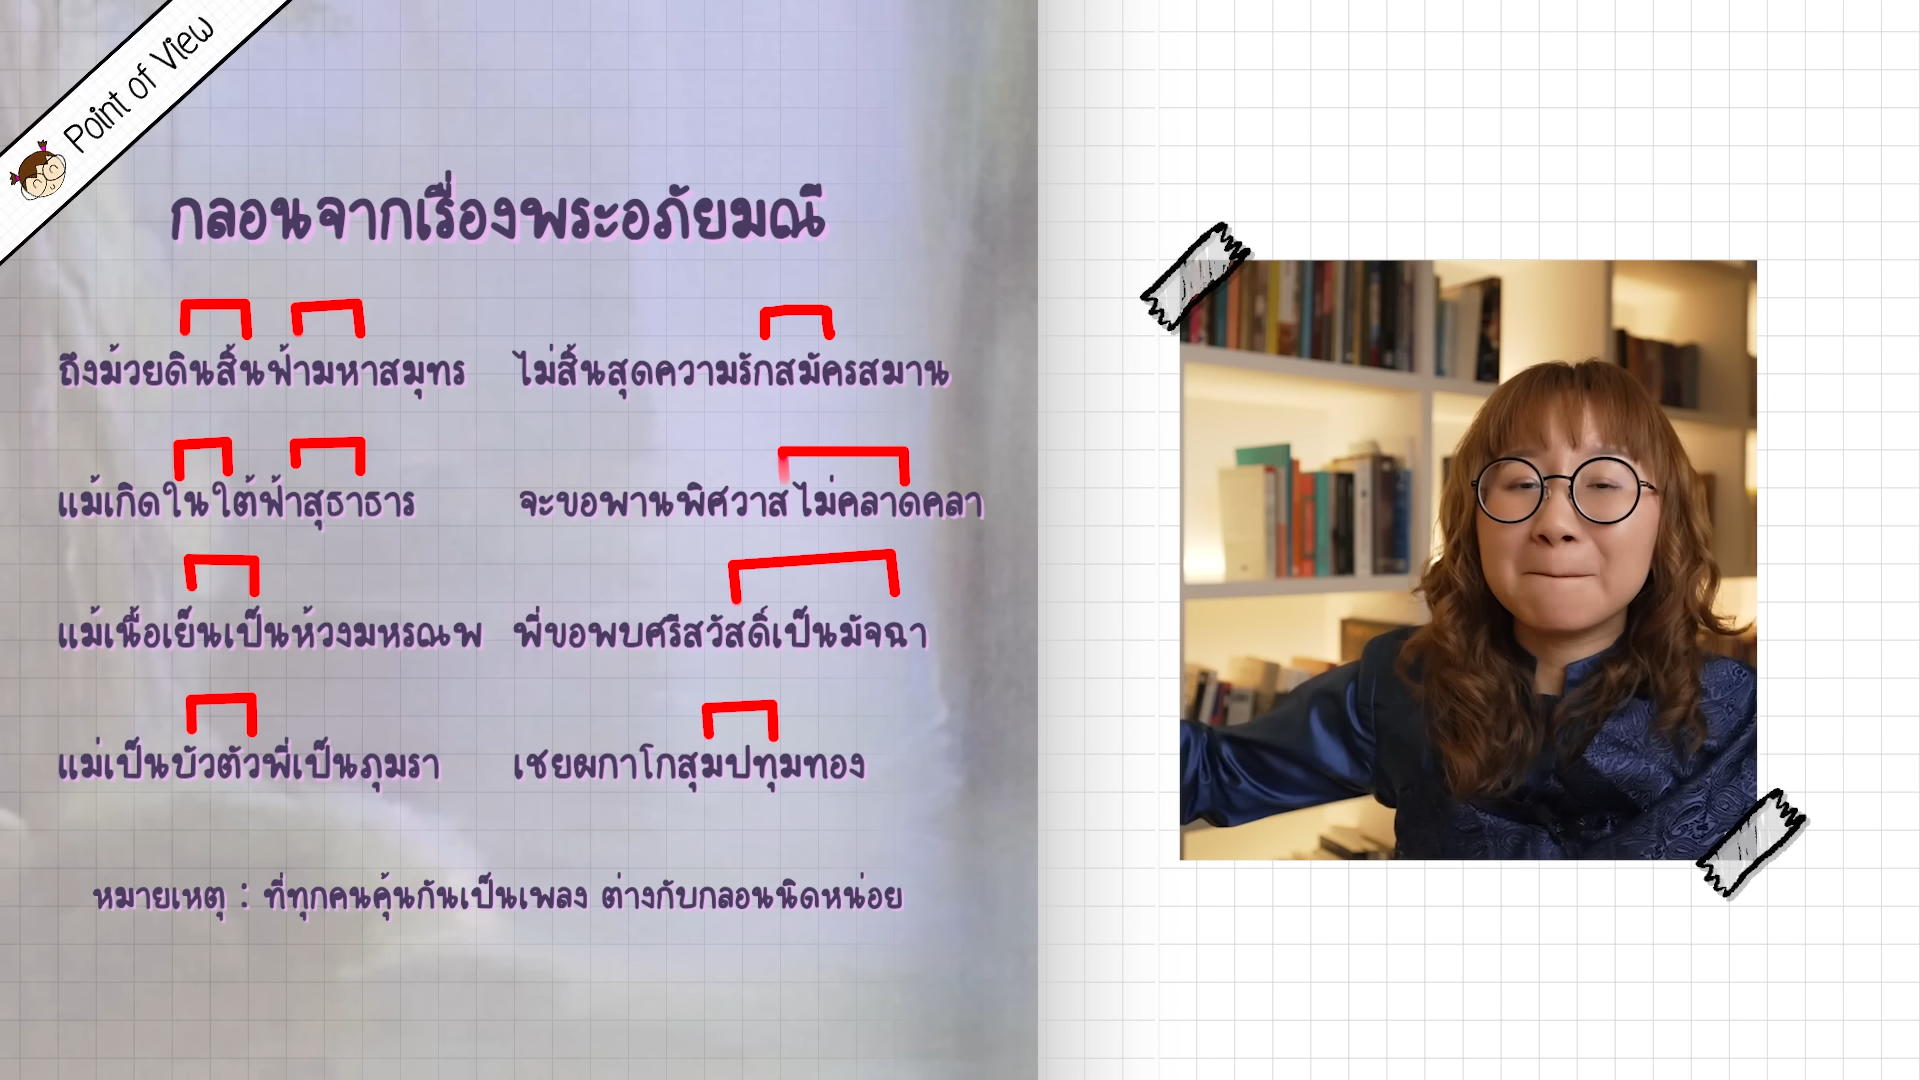 Point of View
กลอนจากเรื่องพระอภัยมณี
ถึงม้วยดินสิ้นฟ้ามหาสมุทร ไม่สิ้นสุดความรักสมัครสมาน
แม้เกิดในใต้ฟ้าสุธาธาร จะขอพานพิศวาสไม่คลาดคลา
แม้เนื้อเย็นเป็นห้วงมหรณพ พี่ขอพบศรีสวัสดิ์เป็นมัจฉา
แม่เป็นบัวตัวพี่เป็นภุมรา เชยผกาโกสุมปทุมทอง
หมายเหตุ : ที่ทุกคนคุ้นกันเป็นเพลง ต่างกับกลอนนิดหน่อย